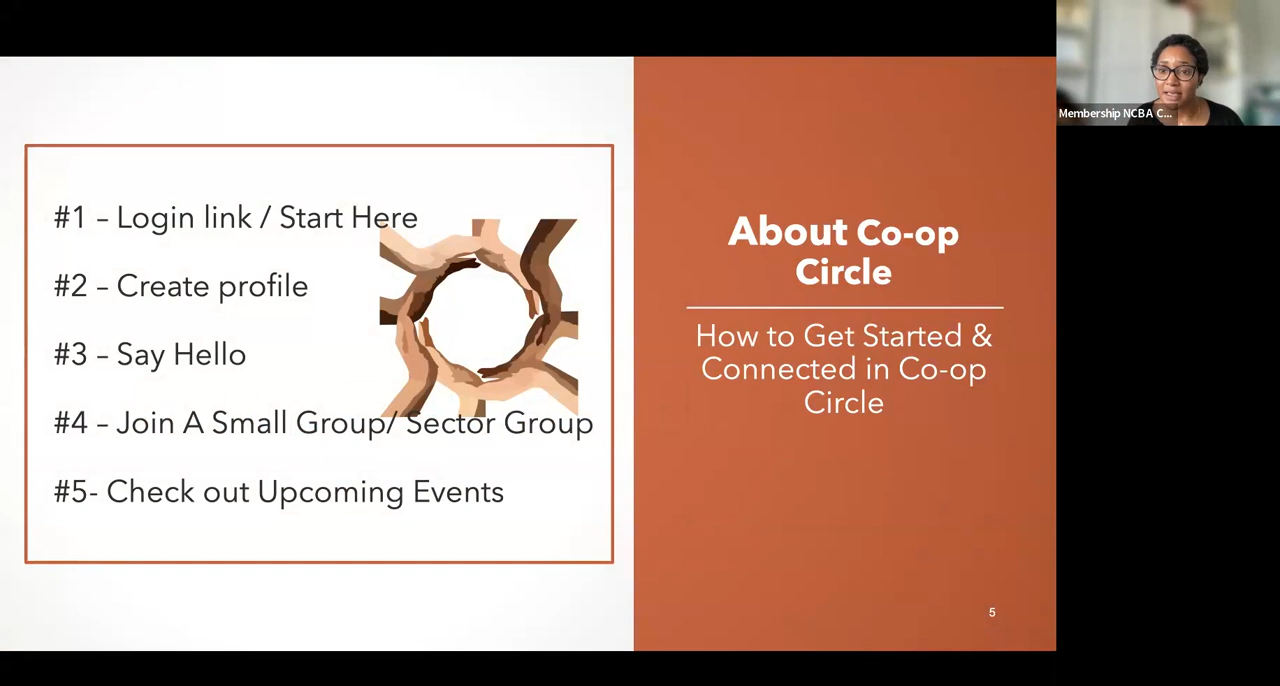 #1 – Login link / Start Here
#2 – Create profile
#3 – Say Hello
#4 – Join A Small Group/ Sector Group
#5- Check out Upcoming Events
About Co-op
Circle
How to Get Started &
Connected in Co-op
Circle
5
Membership NCBA C...